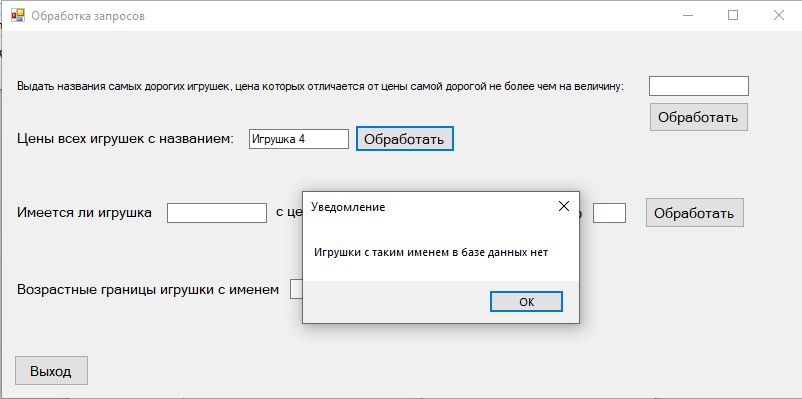 Обработка запросов
Выдать названия самых дорогих игрушек, цена которых отличается от цены самой дорогой не более чем на величину:
Обработать
Цены всех игрушек с названием: Игрушка 4 Обработать
Имеется ли игрушка с це Обработать
Уведомление
Игрушки с таким именем в базе данных нет
OK
Возрастные границы игрушки с именем
Выход